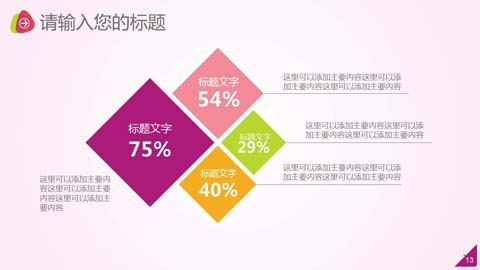 请输入您的标题
标题文字
54%
这里可以添加主要内容这里可以添
加主要内容这里可以添加主要内容
标题文字
75%
标题文字
29%
这里可以添加主要内容这里可以添
加主要内容这里可以添加主要内容
标题文字
40%
这里可以添加主要内容这里可以添
加主要内容这里可以添加主要内容
这里可以添加主要内
容这里可以添加主要
内容这里可以添加主
要内容
13